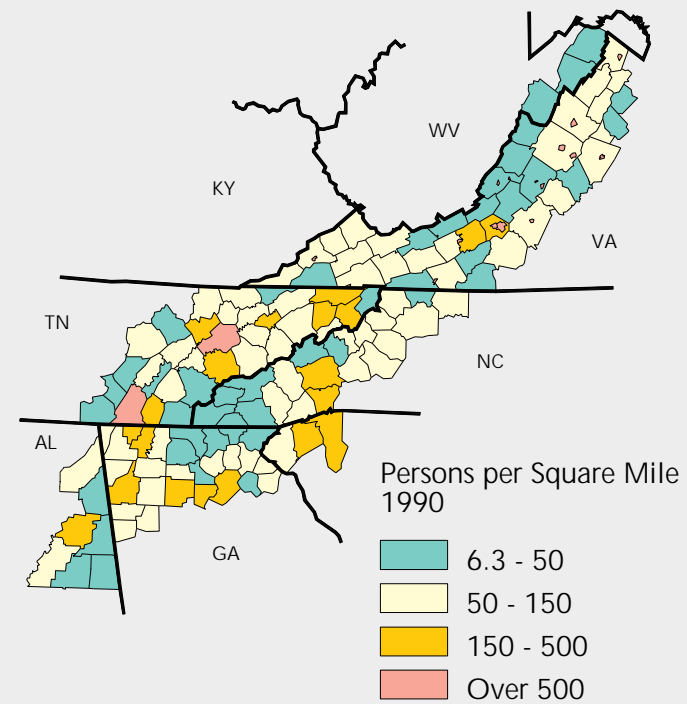 WV
KY
VA
TN
NC
AL
GA
Persons per Square Mile
1990
6.3 - 50
50 - 150
150 - 500
Over 500